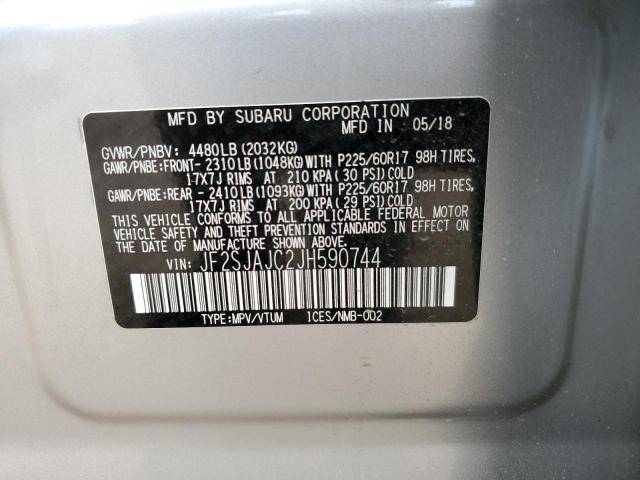 MFD BY SUBARU CORPORATION
MFD IN 05/18
GVWR/PNBV: 4480LB (2032KG)
GAWR/PNBE:FRONT- 2310LB (1048KG) WITH P225/60R17 98H TIRES,
17X7J RIMS AT 210 KPA (30 PSI) COLD
GAWR/PNBE:REAR - 2410LB (1093KG) WITH P225/60R17 98H TIRES,
17X7J RIMS AT 200 KPA (29 PSI) COLD
THIS VEHICLE CONFORMS TO ALL APPLICABLE FEDERAL MOTOR
VEHICLE SAFETY AND THEFT PREVENTION STANDARDS
IN EFFECT ON THE DATE OF MANUFACTURE SHOWN ABOVE.
VIN: JF2SJAJC2JH590744
TYPE:MPV/VTUM ICES/NMB-002